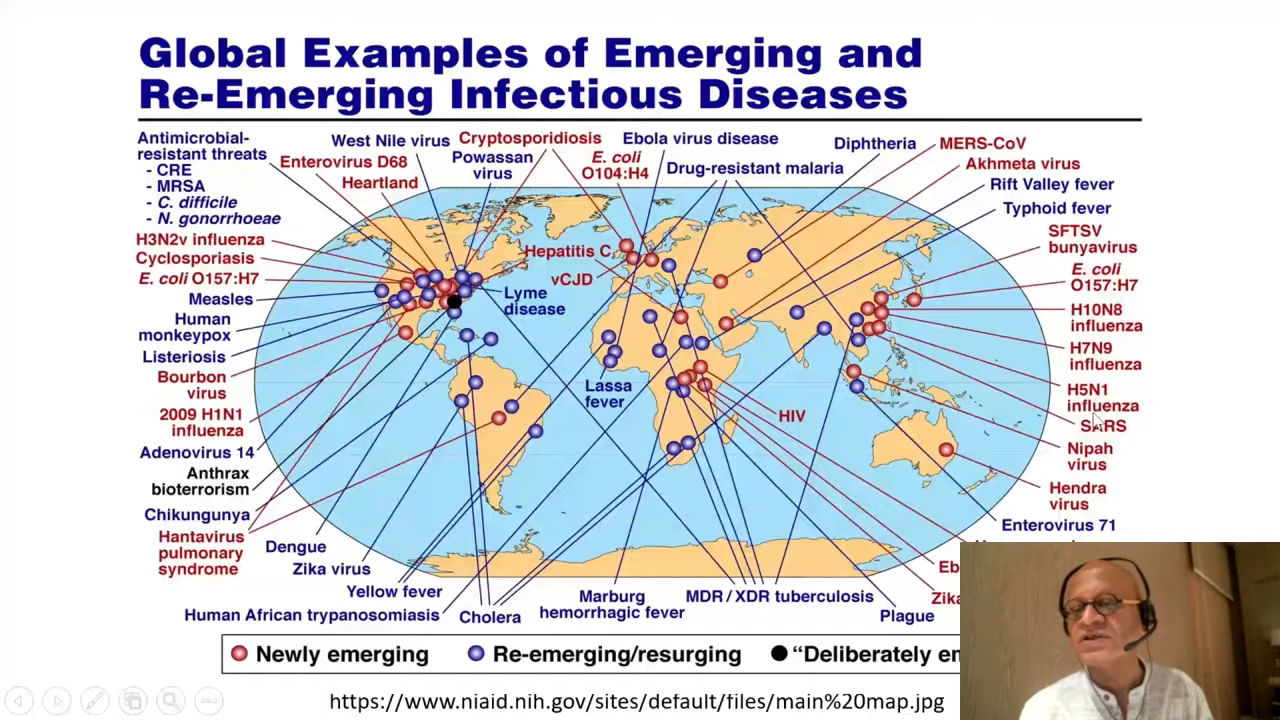 Global Examples of Emerging and
Re-Emerging Infectious Diseases
Antimicrobial-
resistant threats
- CRE
- MRSA
- C. difficile
- N. gonorrhoeae
H3N2v influenza
Cyclosporiasis
E. coli O157:H7
Measles
Human
monkeypox
Listeriosis
Bourbon
virus
2009 H1N1
influenza
Adenovirus 14
Anthrax
bioterrorism
Chikungunya
Hantavirus
pulmonary
syndrome
Dengue
Zika virus
Yellow fever
Human African trypanosomiasis
Cholera
Marburg
hemorrhagic fever
MDR / XDR tuberculosis
Plague
West Nile virus
Enterovirus D68
Heartland
Cryptosporidiosis
Powassan
virus
Ebola virus disease
E. coli
O104:H4
Drug-resistant malaria
Diphtheria
MERS-CoV
Akhmeta virus
Rift Valley fever
Typhoid fever
SFTSV
bunyavirus
E. coli
O157:H7
H10N8
influenza
H7N9
influenza
H5N1
influenza
SARS
Nipah
virus
Hendra
virus
Enterovirus 71
Eb
Zika
Hepatitis C
vCJD
Lyme
disease
Lassa
fever
HIV
Newly emerging
Re-emerging/resurging
“Deliberately em
https://www.niaid.nih.gov/sites/default/files/main%20map.jpg